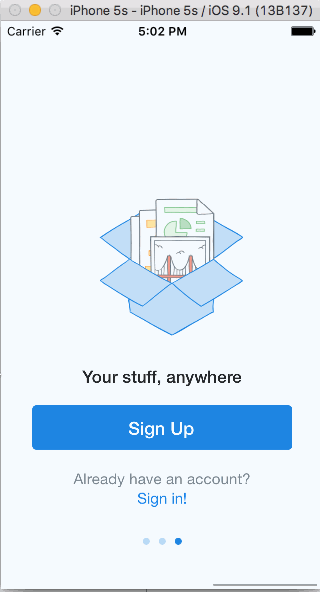 iPhone 5s - iPhone 5s / iOS 9.1 (13B137)
Carrier 5:02 PM
Your stuff, anywhere
Sign Up
Already have an account?
Sign in!